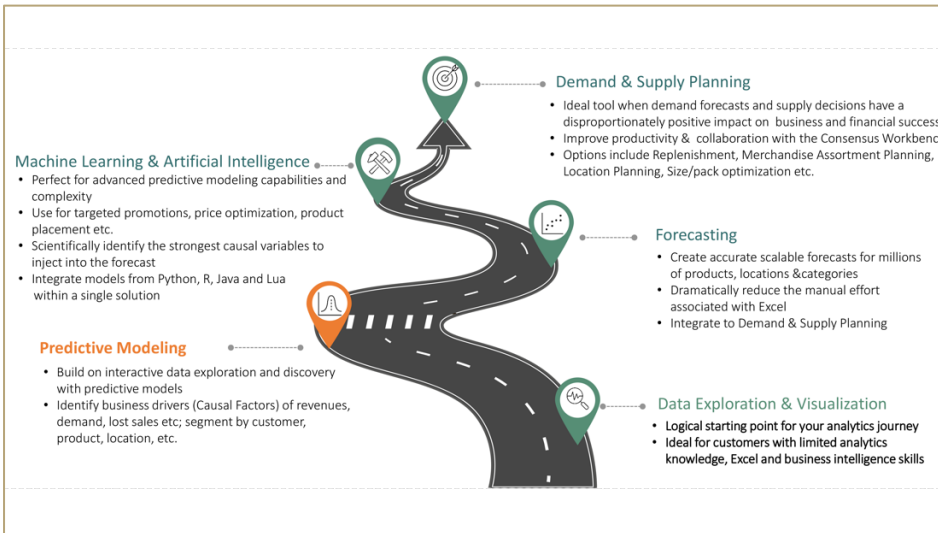 Demand & Supply Planning
• Ideal tool when demand forecasts and supply decisions have a
disproportionately positive impact on business and financial success
• Improve productivity & collaboration with the Consensus Workbenc
• Options include Replenishment, Merchandise Assortment Planning,
Location Planning, Size/pack optimization etc.
Machine Learning & Artificial Intelligence
• Perfect for advanced predictive modeling capabilities and
complexity
• Use for targeted promotions, price optimization, product
placement etc.
• Scientifically identify the strongest causal variables to
inject into the forecast
• Integrate models from Python, R, Java and Lua
within a single solution
Forecasting
• Create accurate scalable forecasts for millions
of products, locations &categories
• Dramatically reduce the manual effort
associated with Excel
• Integrate to Demand & Supply Planning
Predictive Modeling
• Build on interactive data exploration and discovery
with predictive models
• Identify business drivers (Causal Factors) of revenues,
demand, lost sales etc; segment by customer,
product, location, etc.
Data Exploration & Visualization
• Logical starting point for your analytics journey
• Ideal for customers with limited analytics
knowledge, Excel and business intelligence skills